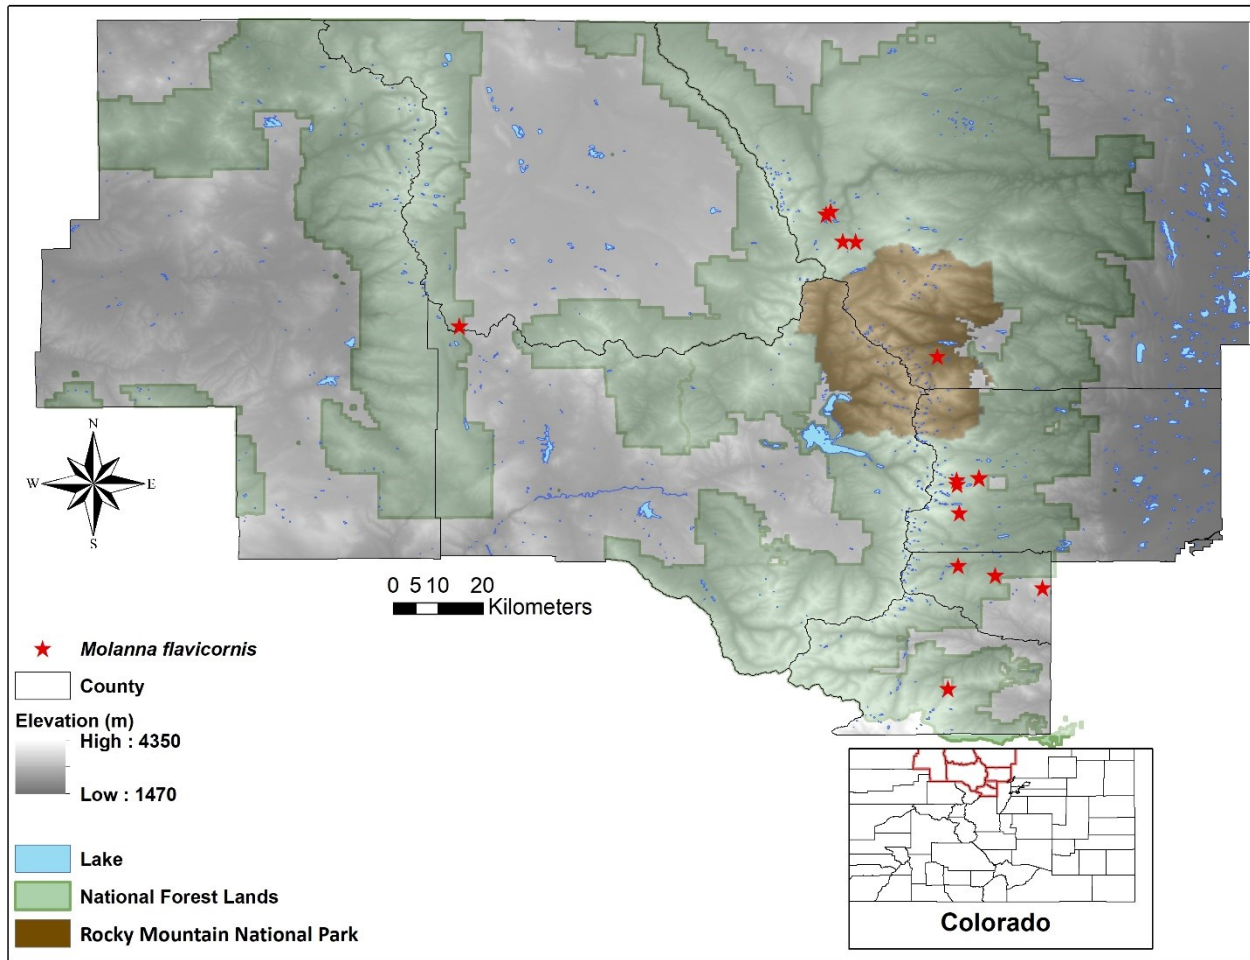 N
W E
S
0 5 10 20
Kilometers
Molanna flavicornis
County
Elevation (m)
High : 4350
Low : 1470
Lake
National Forest Lands
Rocky Mountain National Park
Colorado